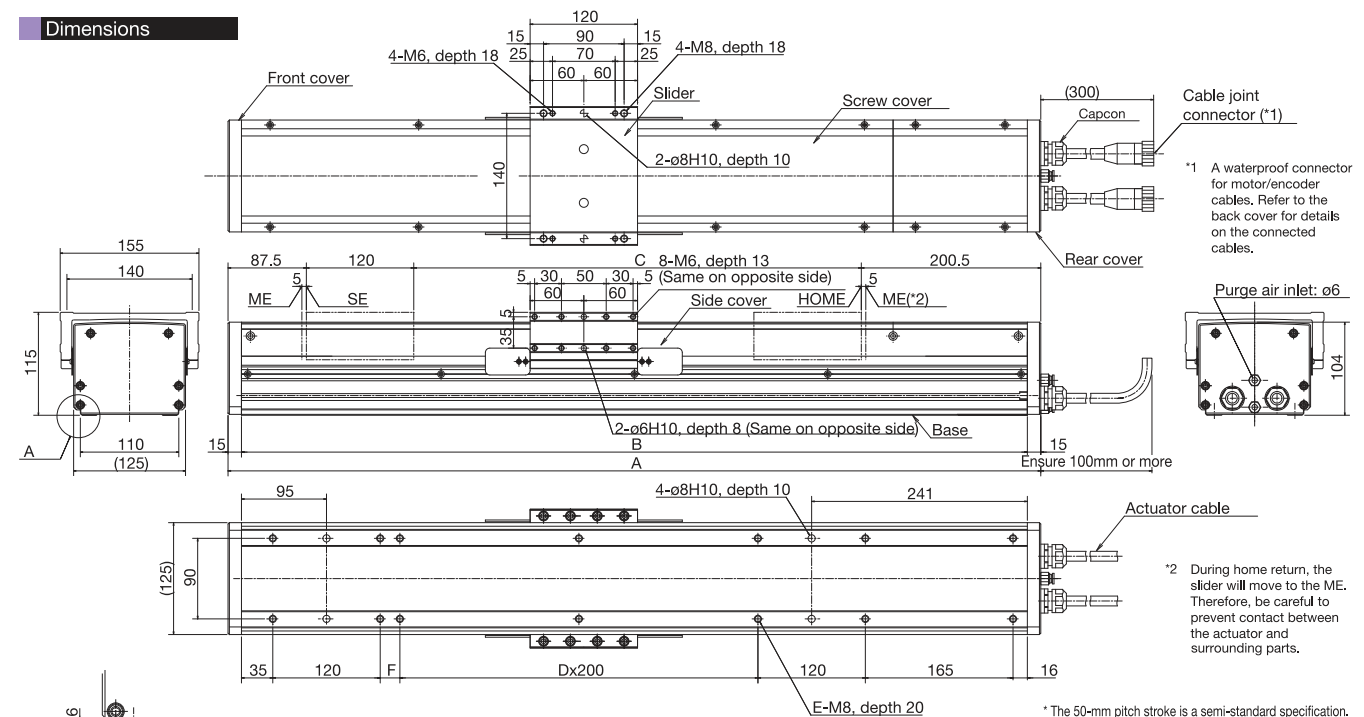 Dimensions
120
15 90 15
4-M6, depth 18 25 70 25 4-M8, depth 18
60 60
Front cover
Slider
Screw cover
(300)
Capcon
Cable joint
connector (*1)
140
2-ø8H10, depth 10
*1 A waterproof connector
for motor/encoder
cables. Refer to the
back cover for details
on the connected
cables.
Rear cover
155
140
115
A
110
(125)
87.5 120 C 200.5
8-M6, depth 13
(Same on opposite side)
5 30 50 30 5
60 60
5 5
ME SE
Side cover
HOME ME(*2)
5
35
2-ø6H10, depth 8 (Same on opposite side)
Base
15 B 15
A
Ensure 100mm or more
Purge air inlet: ø6
104
95
4-ø8H10, depth 10
241
Actuator cable
(125)
90
*2 During home return, the
slider will move to the ME.
Therefore, be careful to
prevent contact between
the actuator and
surrounding parts.
35 120 F Dx200 120 165 16
E-M8, depth 20
6
* The 50-mm pitch stroke is a semi-standard specification.